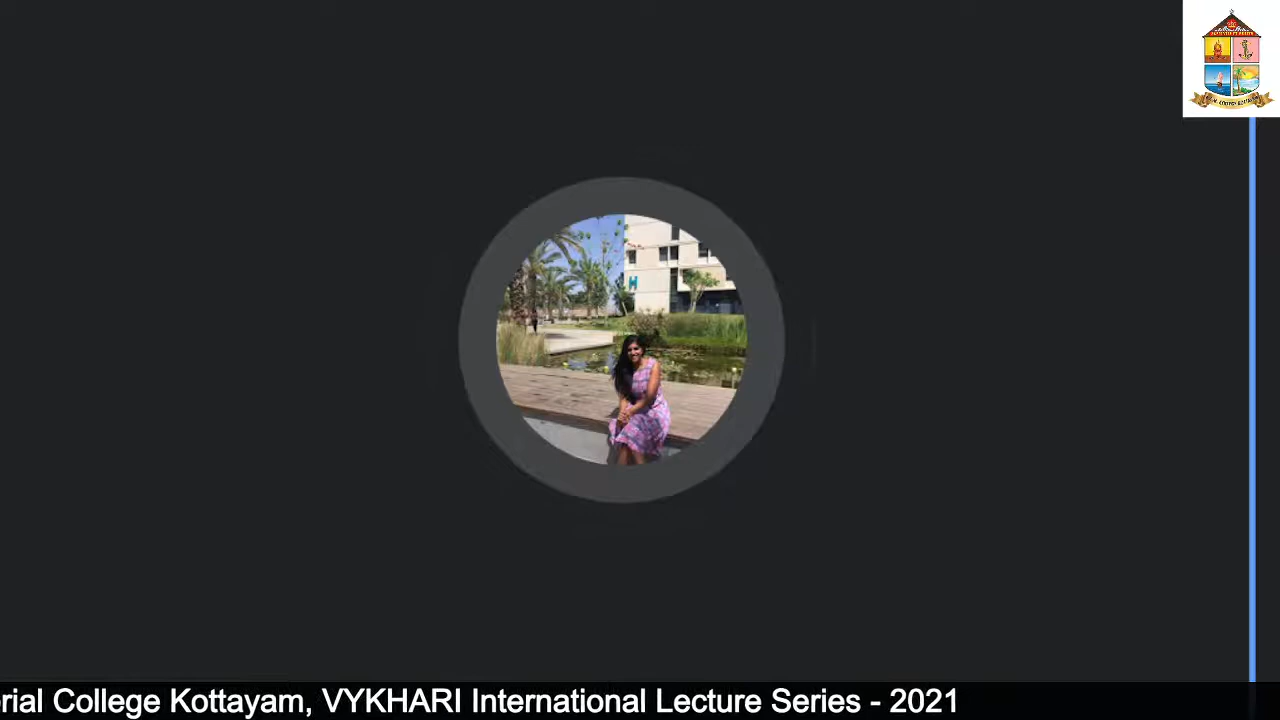 H
rial College Kottayam, VYKHARI International Lecture Series - 2021